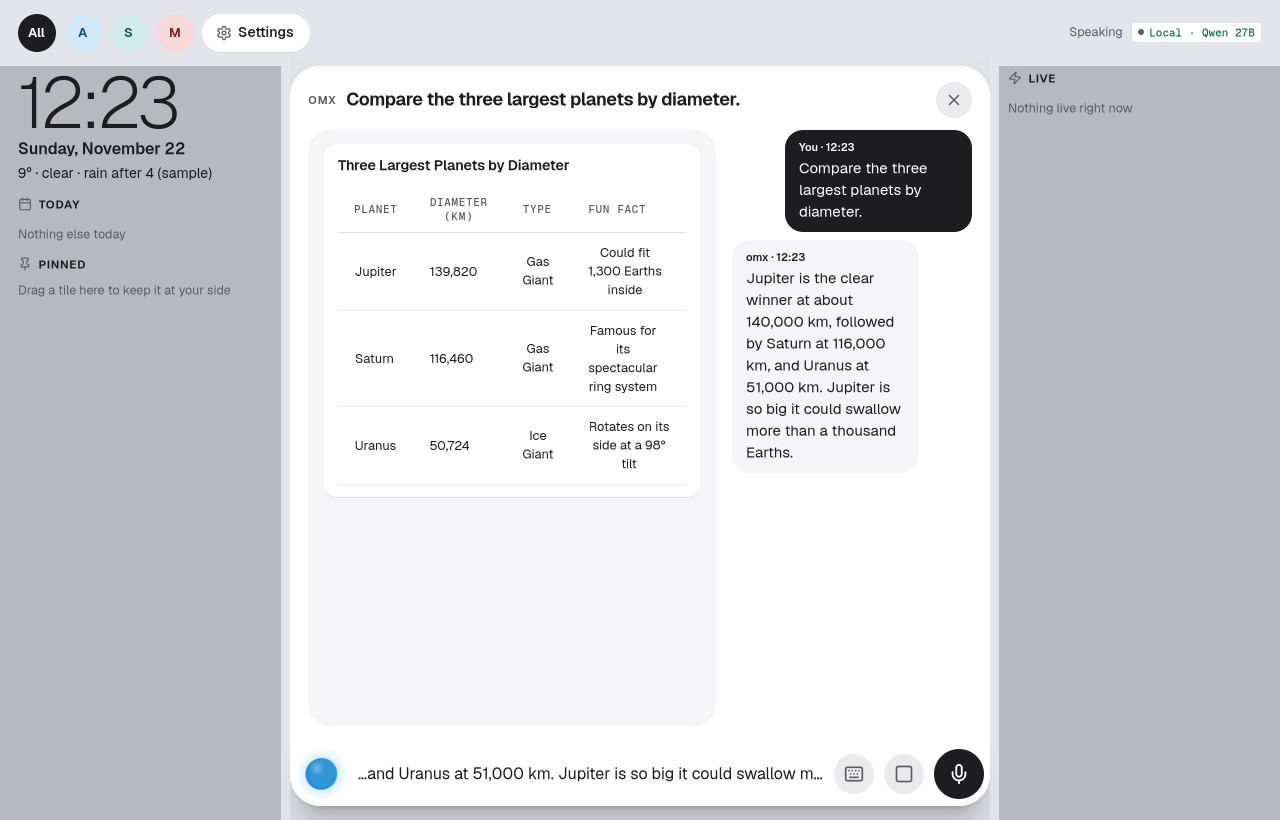 All
A
S
M
Settings
Speaking
Local · Qwen 27B
12:23
Sunday, November 22
9° · clear · rain after 4 (sample)
TODAY
Nothing else today
PINNED
Drag a tile here to keep it at your side
OMX Compare the three largest planets by diameter.
Three Largest Planets by Diameter
PLANET DIAMETER (KM) TYPE FUN FACT
Jupiter 139,820 Gas Giant Could fit 1,300 Earths inside
Saturn 116,460 Gas Giant Famous for its spectacular ring system
Uranus 50,724 Ice Giant Rotates on its side at a 98° tilt
You · 12:23
Compare the three
largest planets by
diameter.
omx · 12:23
Jupiter is the clear
winner at about
140,000 km, followed
by Saturn at 116,000
km, and Uranus at
51,000 km. Jupiter is
so big it could swallow
more than a thousand
Earths.
...and Uranus at 51,000 km. Jupiter is so big it could swallow m...
LIVE
Nothing live right now